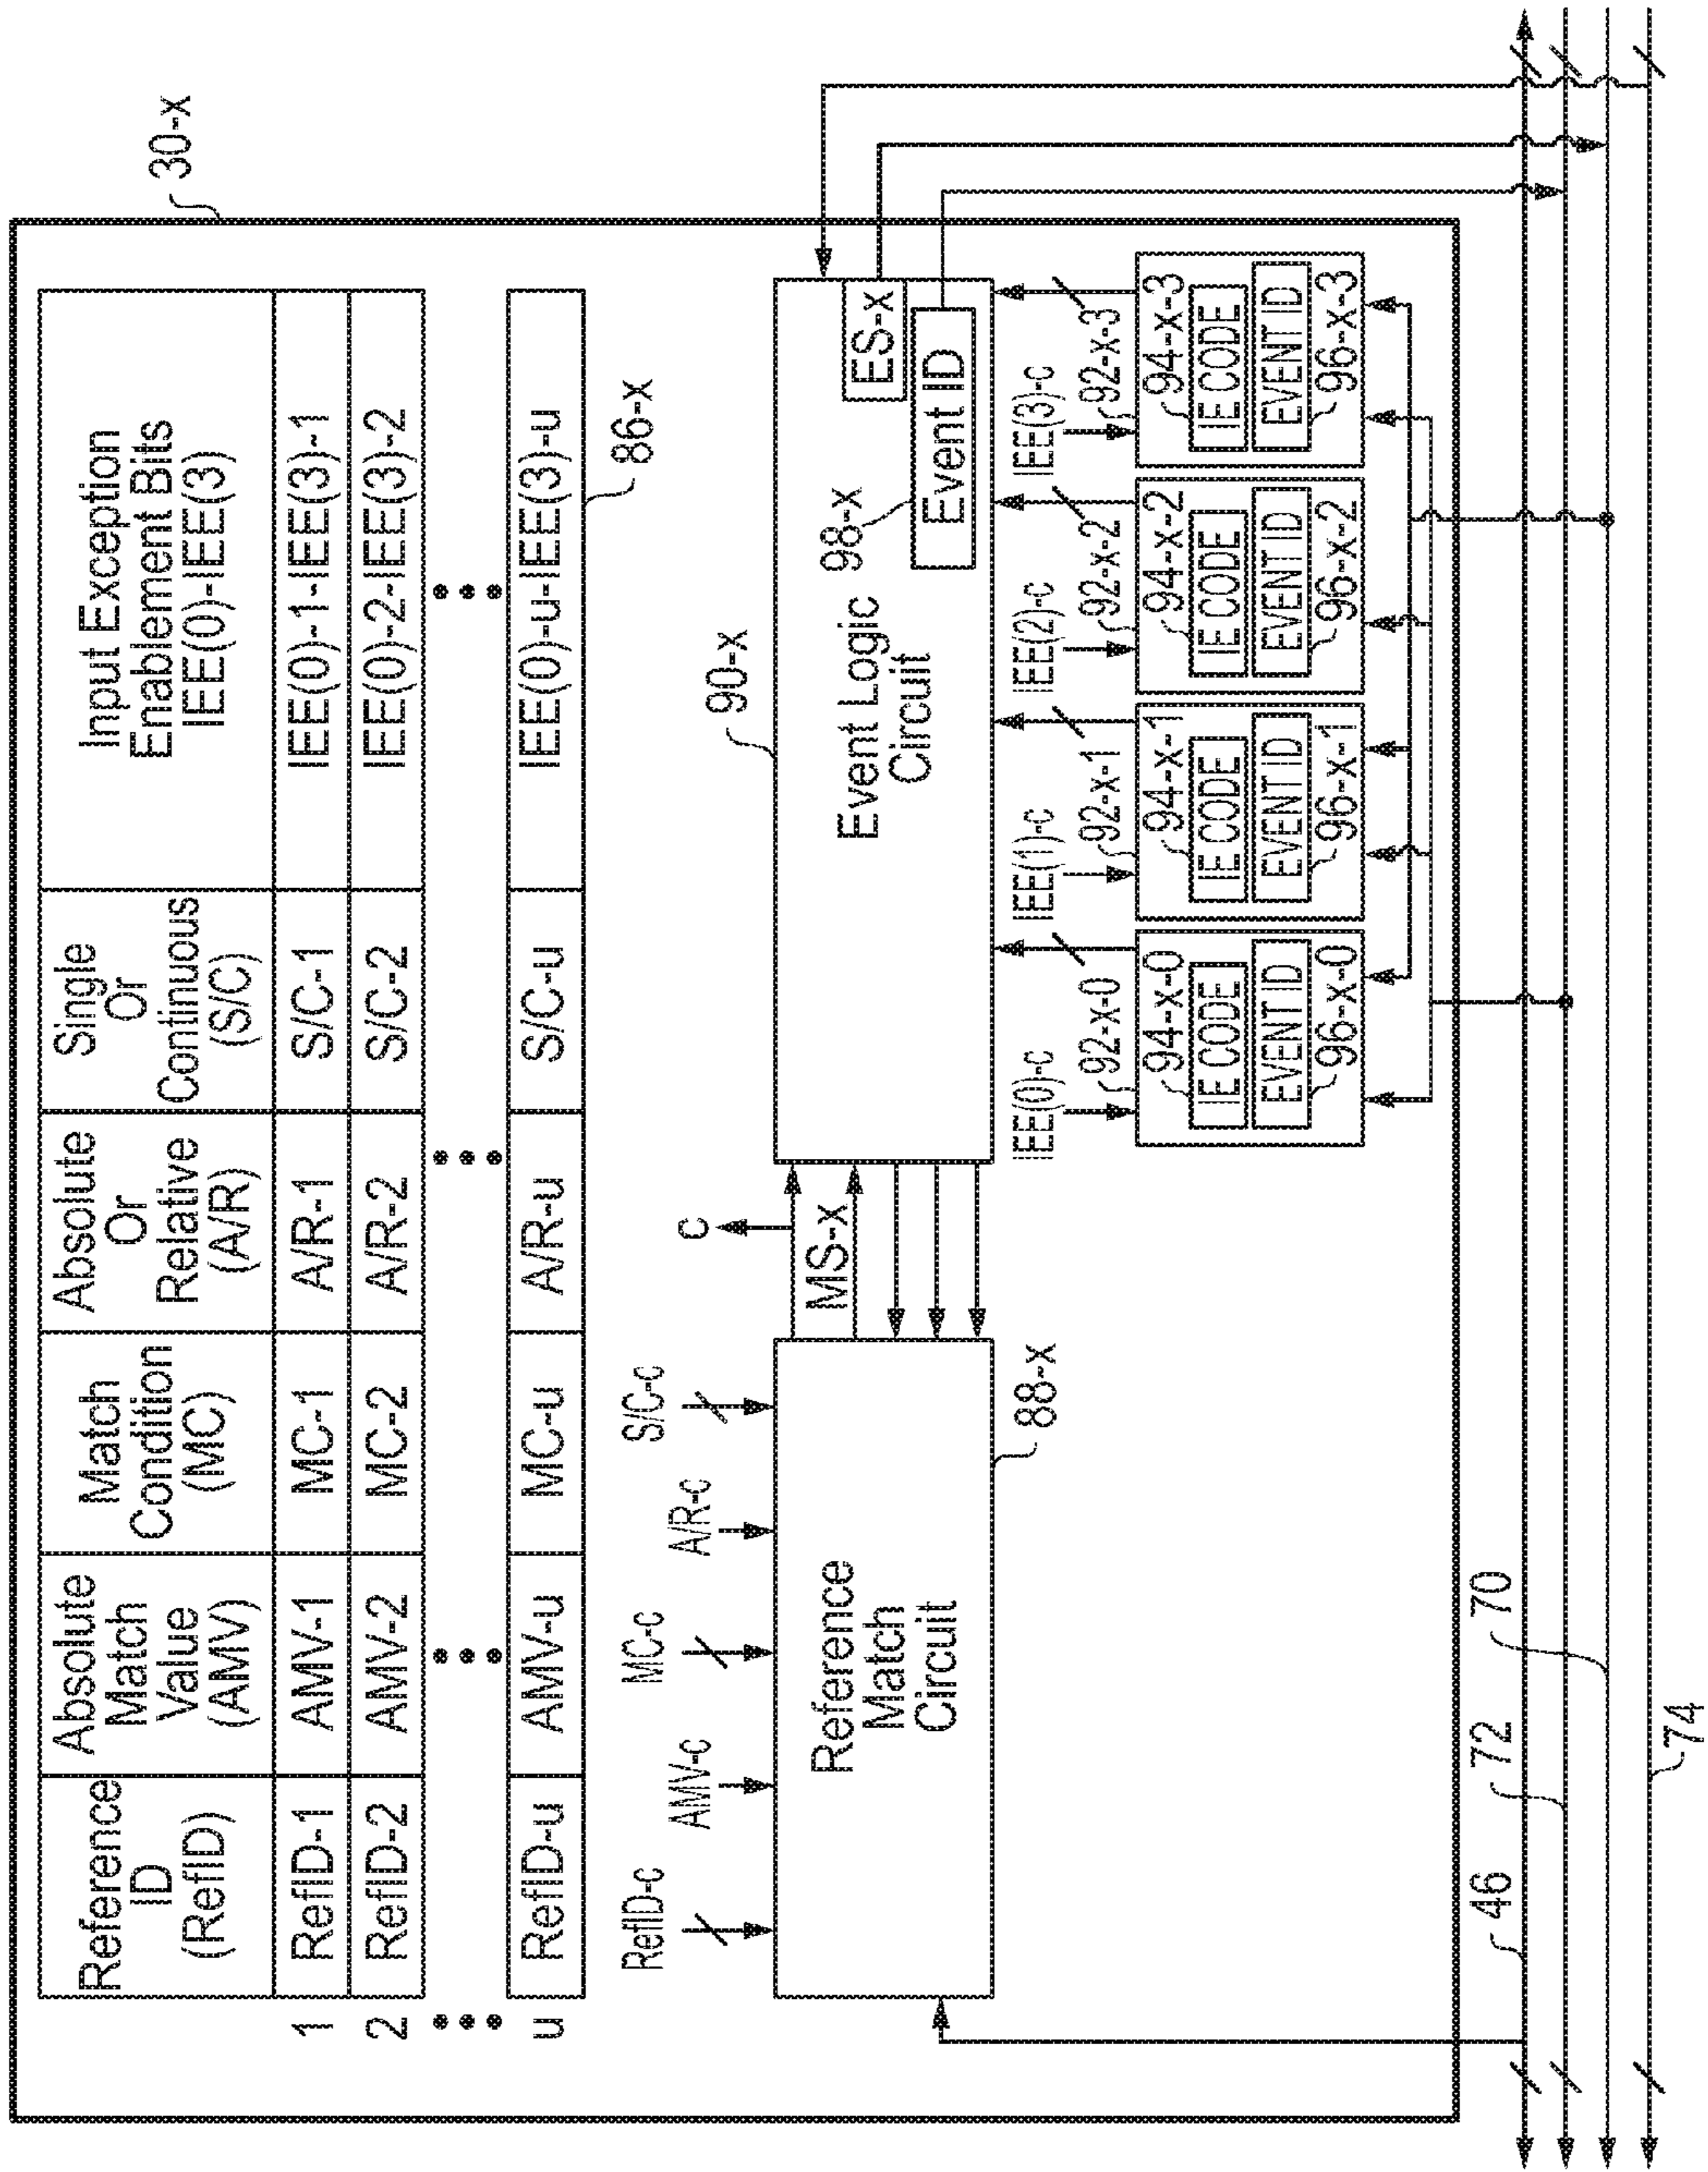 30-x
Reference
ID
(RefID)
Absolute
Match
Value
(AMV)
Match
Condition
(MC)
Absolute
Or
Relative
(A/R)
Single
Or
Continuous
(S/C)
Input Exception
Enablement Bits
IEE(0)-IEE(3)
1
RefID-1
AMV-1
MC-1
A/R-1
S/C-1
IEE(0)-1-IEE(3)-1
2
RefID-2
AMV-2
MC-2
A/R-2
S/C-2
IEE(0)-2-IEE(3)-2
u
RefID-u
AMV-u
MC-u
A/R-u
S/C-u
IEE(0)-u-IEE(3)-u
86-x
RefID-c
AMV-c
MC-c
A/R-c
S/C-c
c
90-x
Reference
Match
Circuit
MS-x
Event Logic
Circuit
98-x
ES-x
Event ID
88-x
IEE(0)-c
92-x-0
IEE(1)-c
92-x-1
IEE(2)-c
92-x-2
IEE(3)-c
92-x-3
94-x-0
IE CODE
EVENT ID
96-x-0
94-x-1
IE CODE
EVENT ID
96-x-1
94-x-2
IE CODE
EVENT ID
96-x-2
94-x-3
IE CODE
EVENT ID
96-x-3
46
72
70
74